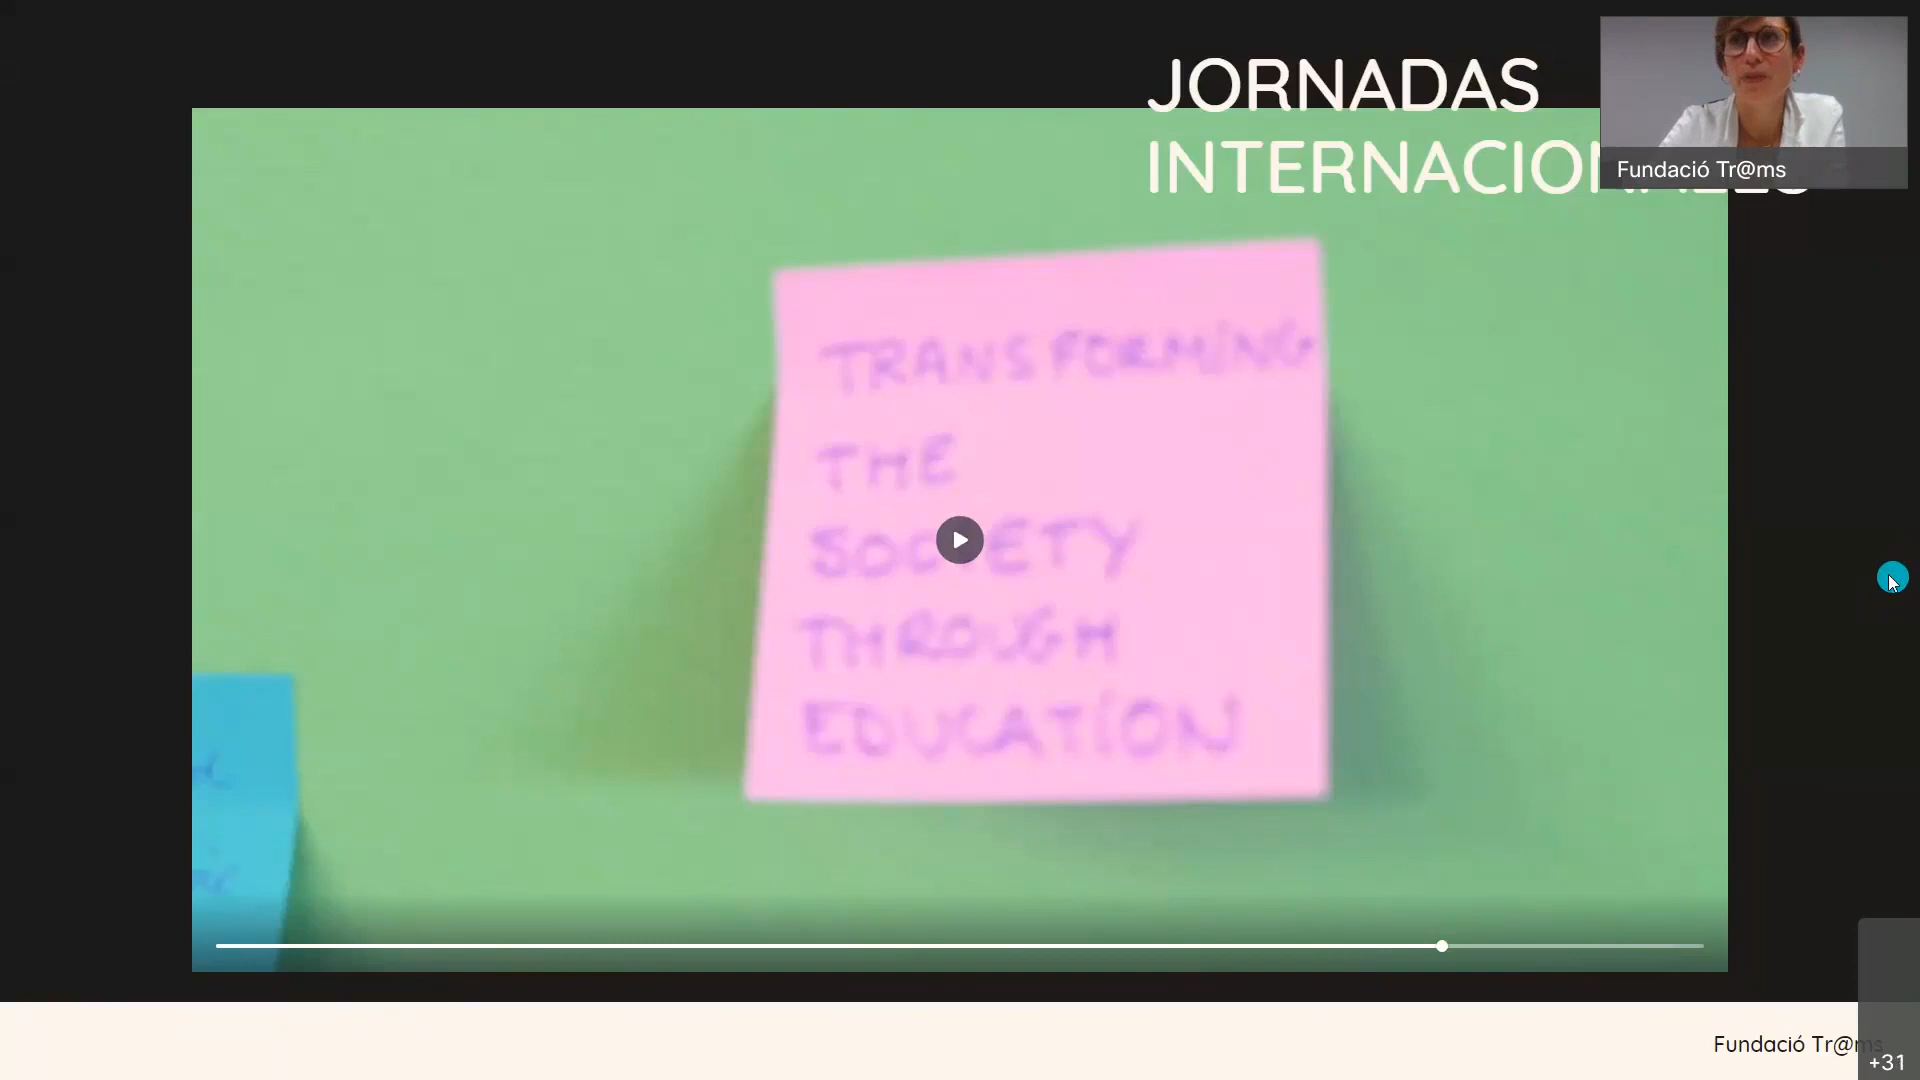 JORNADAS
INTERNACION
Fundació Tr@ms
TRANSFORMING
THE
SOCIETY
THROUGH
EDUCATION
Fundació Tr@ms
+31